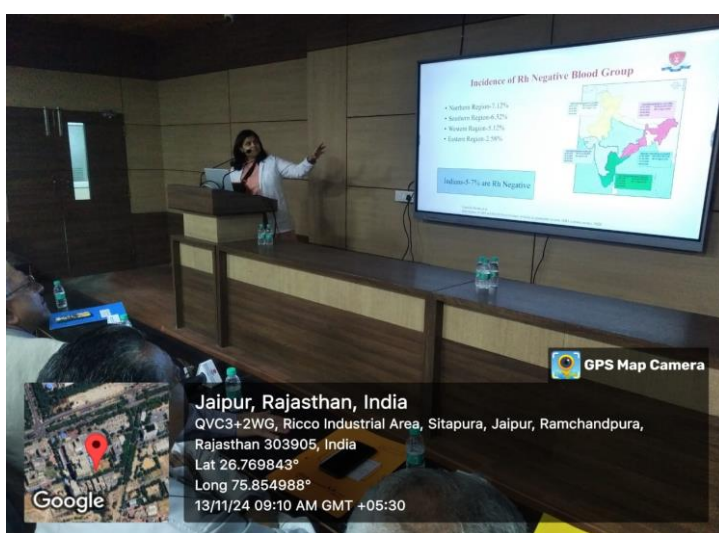 Incidence of Rh Negative Blood Group
• Northern Region-7.12%
• Southern Region-6.52%
• Western Region-5.12%
• Eastern Region-2.58%
Indians-5-7% are Rh Negative
GPS Map Camera
Jaipur, Rajasthan, India
QVC3+2WG, Ricco Industrial Area, Sitapura, Jaipur, Ramchandpura,
Rajasthan 303905, India
Lat 26.769843°
Long 75.854988°
13/11/24 09:10 AM GMT +05:30
Google